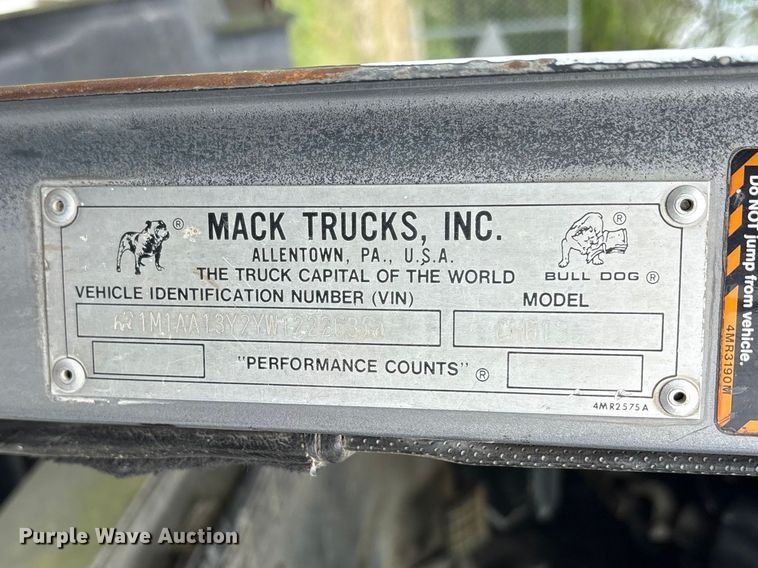 MACK TRUCKS, INC.
ALLENTOWN, PA., U.S.A.
THE TRUCK CAPITAL OF THE WORLD
BULL DOG ®
VEHICLE IDENTIFICATION NUMBER (VIN)
MODEL
"PERFORMANCE COUNTS" ®
4MR2575A
Do NOT jump from vehicle.
4MR3190M
Purple Wave Auction